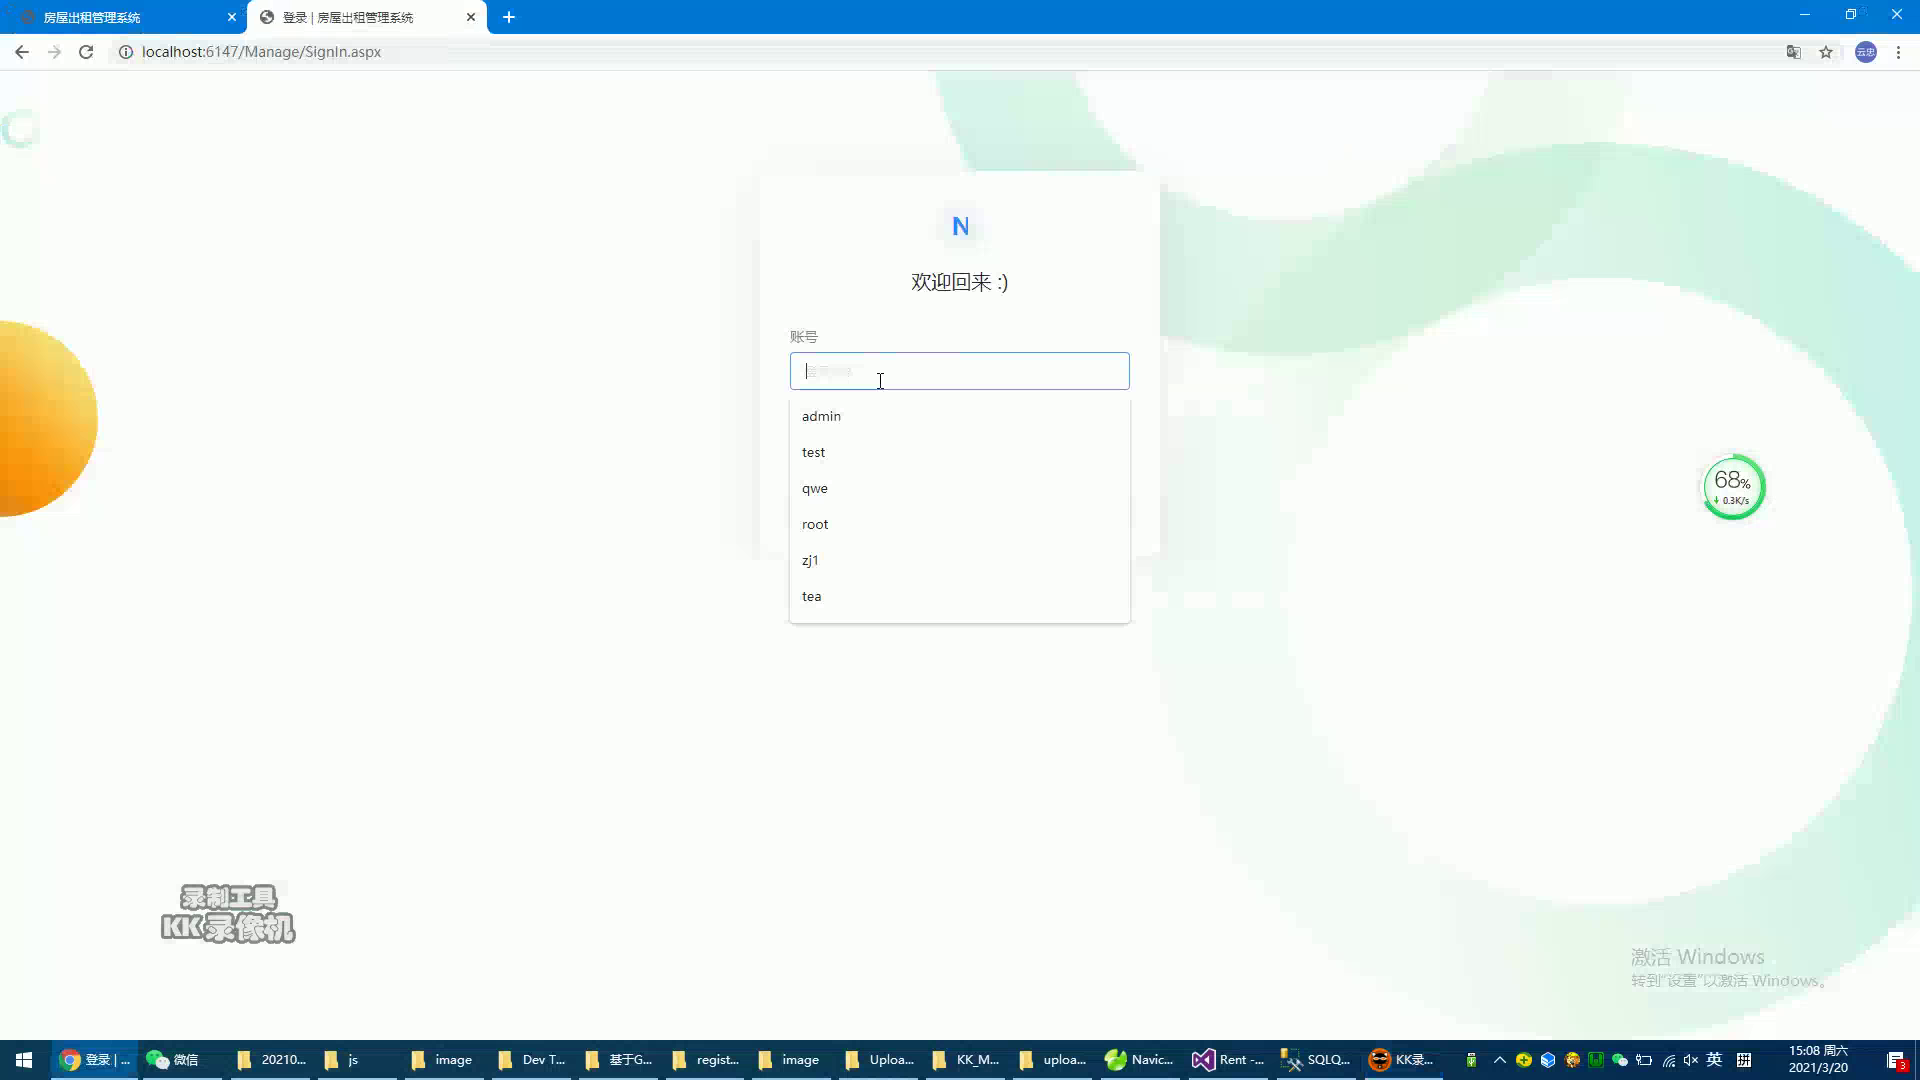 房屋出租管理系统
登录 | 房屋出租管理系统
localhost:6147/Manage/SignIn.aspx
云忠
N
欢迎回来 :)
账号
admin
test
qwe
root
zj1
tea
68%
0.3K/s
录制工具
KK录像机
激活 Windows
转到“设置”以激活 Windows。
登录 | ...
微信
20210...
js
image
Dev T...
基于G...
regist...
image
Uploa...
KK_M...
uploa...
Navic...
Rent -...
SQLQ...
KK录...
英
拼
15:08 周六
2021/3/20
3